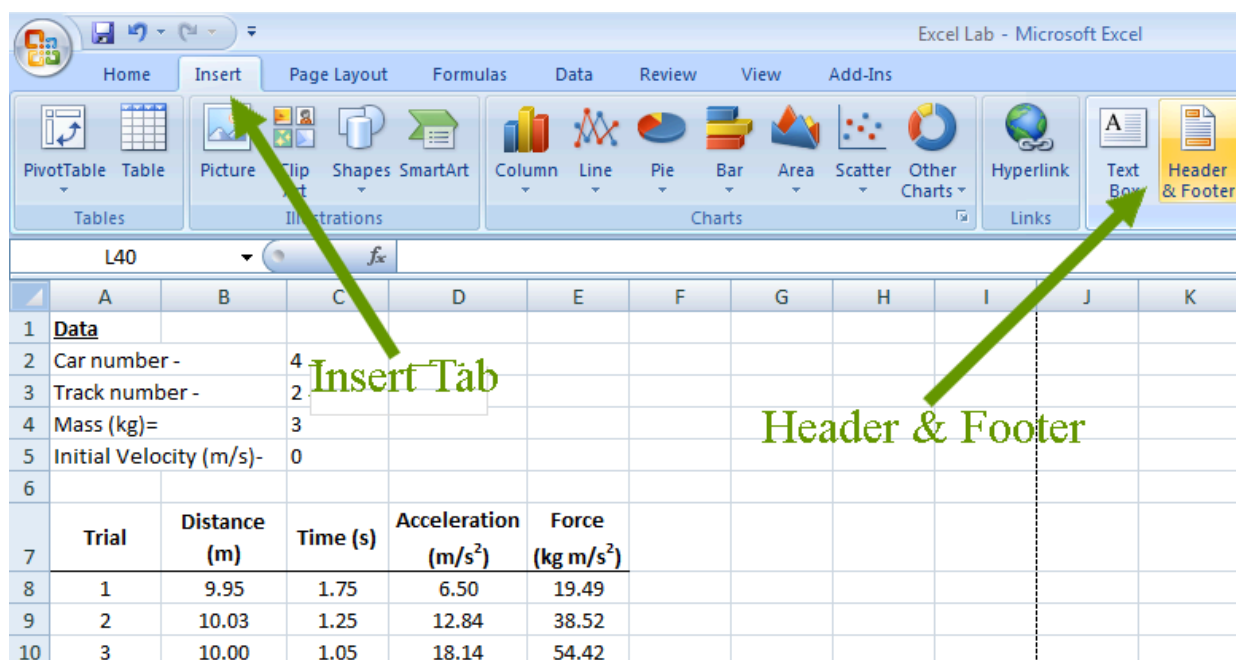 Excel Lab - Microsoft Excel
Home Insert Page Layout Formulas Data Review View Add-Ins
PivotTable Table Picture Clip Art Shapes SmartArt Column Line Pie Bar Area Scatter Other Charts Hyperlink Text Box Header & Footer
Tables Illustrations Charts Links
L40 fx
A B C D E F G H I J K
1 Data
2 Car number - 4
3 Track number - 2
4 Mass (kg)= 3
5 Initial Velocity (m/s)- 0
6
7 Trial Distance (m) Time (s) Acceleration (m/s²) Force (kg m/s²)
8 1 9.95 1.75 6.50 19.49
9 2 10.03 1.25 12.84 38.52
10 3 10.00 1.05 18.14 54.42
Insert Tab
Header & Footer